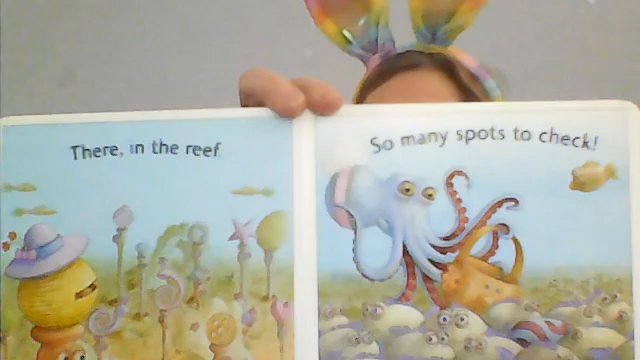 There, in the reef.
So many spots to check!